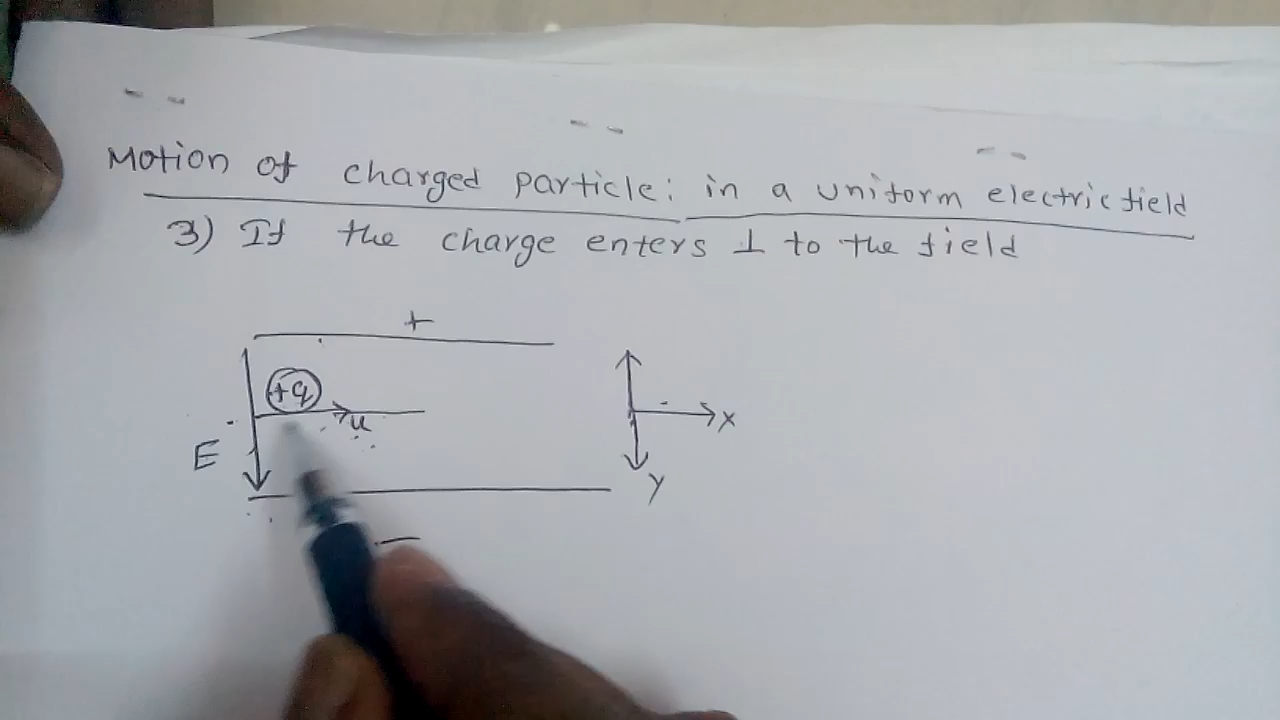 Motion of charged particle: in a uniform electric field
3) If the charge enters ⊥ to the field
+
+q
u
E
x
y
−